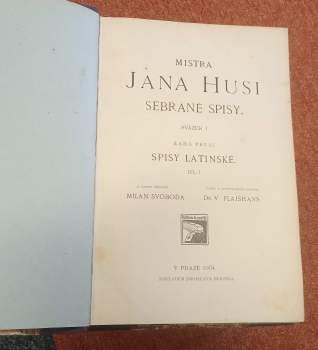 MISTRA
JANA HUSI
SEBRANÉ SPISY.
SVAZEK I.
ŘADA PRVNÍ
SPISY LATINSKÉ.
DÍL I.
MILAN SVOBODA
Dr. V. FLAJŠHANS
V PRAZE 1904.